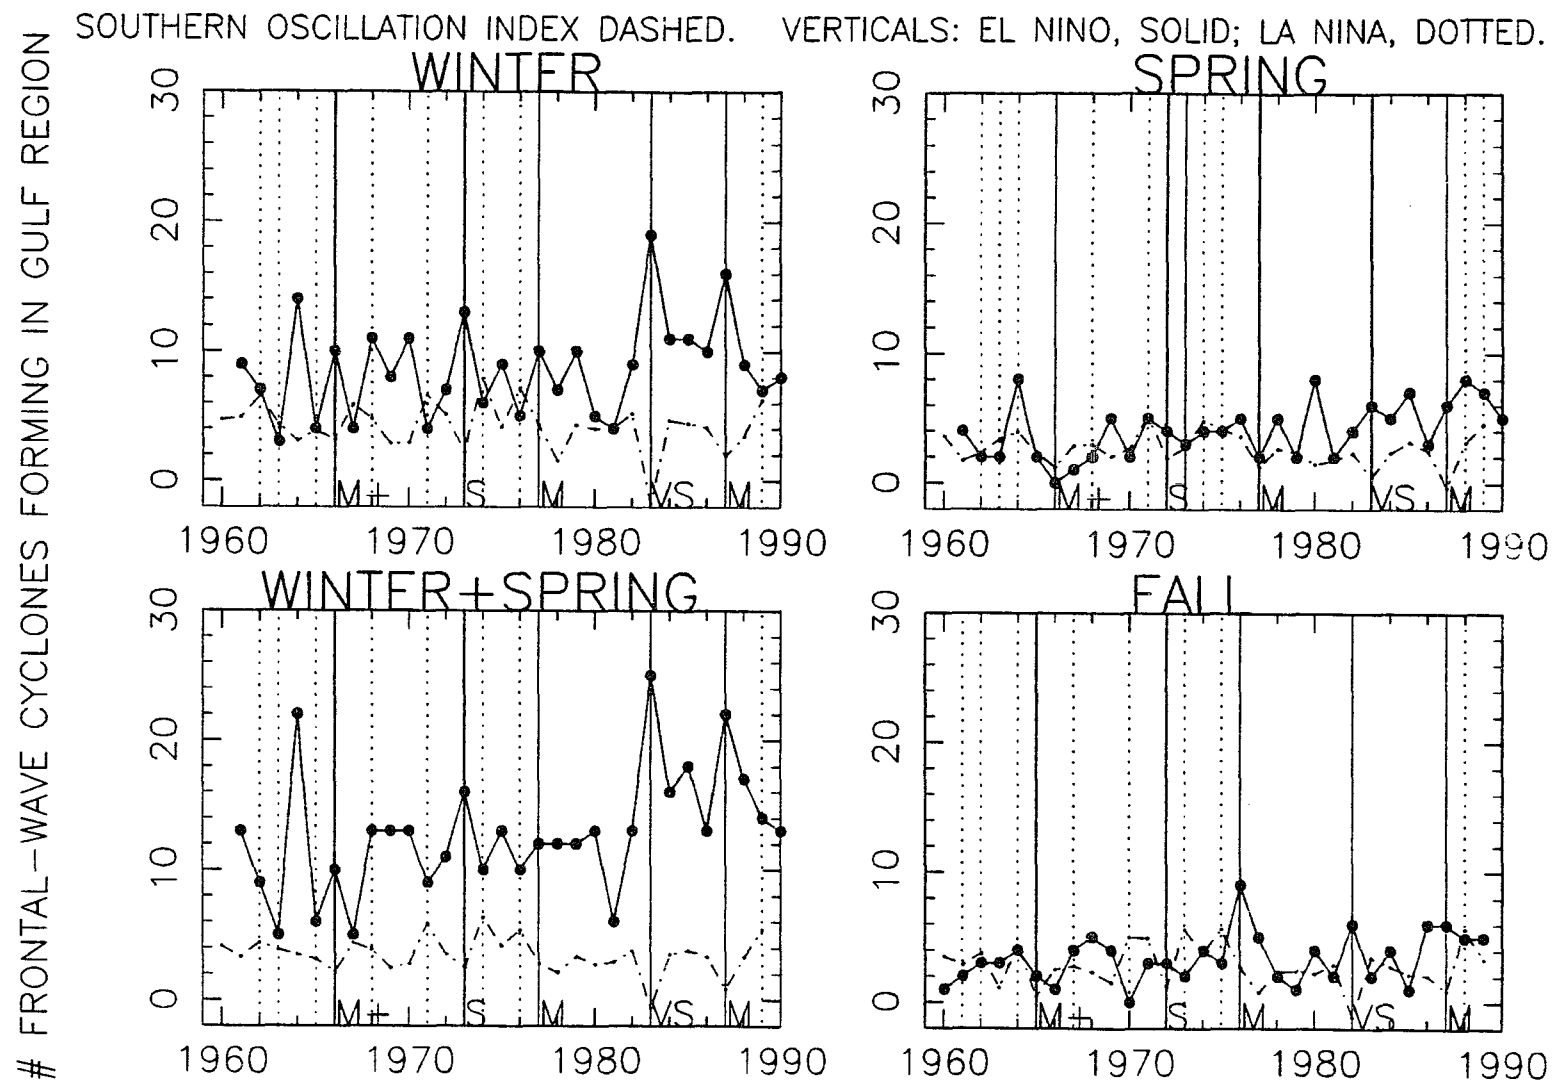 SOUTHERN OSCILLATION INDEX DASHED. VERTICALS: EL NINO, SOLID; LA NINA, DOTTED.
# FRONTAL-WAVE CYCLONES FORMING IN GULF REGION
WINTER
30
20
10
0
M+ S M VS M
1960 1970 1980 1990
SPRING
30
20
10
0
M+ S M VS M
1960 1970 1980 1990
WINTER+SPRING
30
20
10
0
M+ S M VS M
1960 1970 1980 1990
FALL
30
20
10
0
M+ S M VS M
1960 1970 1980 1990